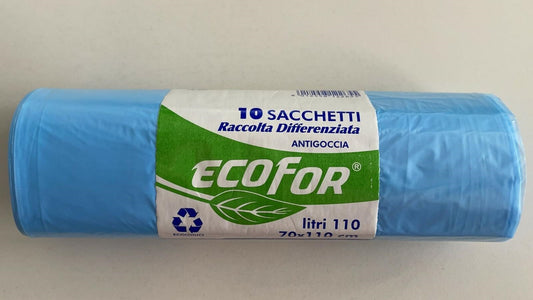 10 SACCHETTI
Raccolta Differenziata
ANTIGOCCIA
ECOFOR®
litri 110
70x110 cm